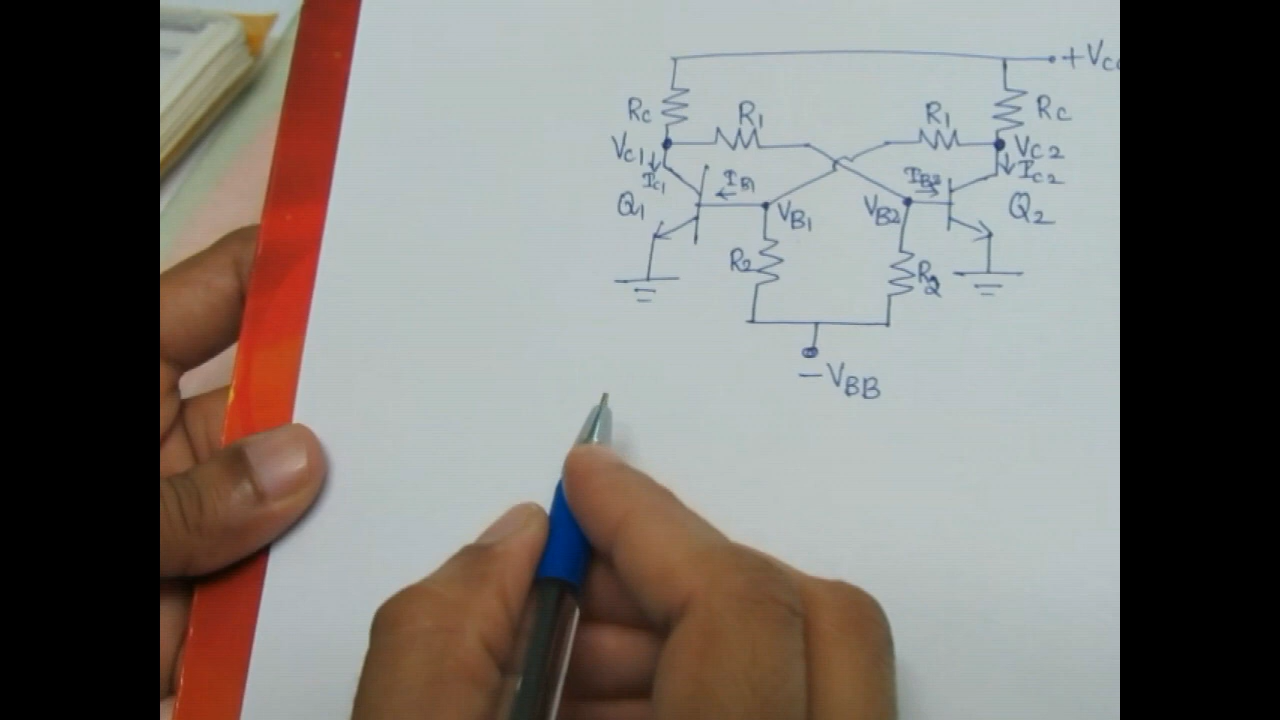 +Vcc
Rc R1 R1 Rc
VC1 VC2
IC1 IB1 IB2 IC2
Q1 VB1 VB2 Q2
R2 R2
-VBB